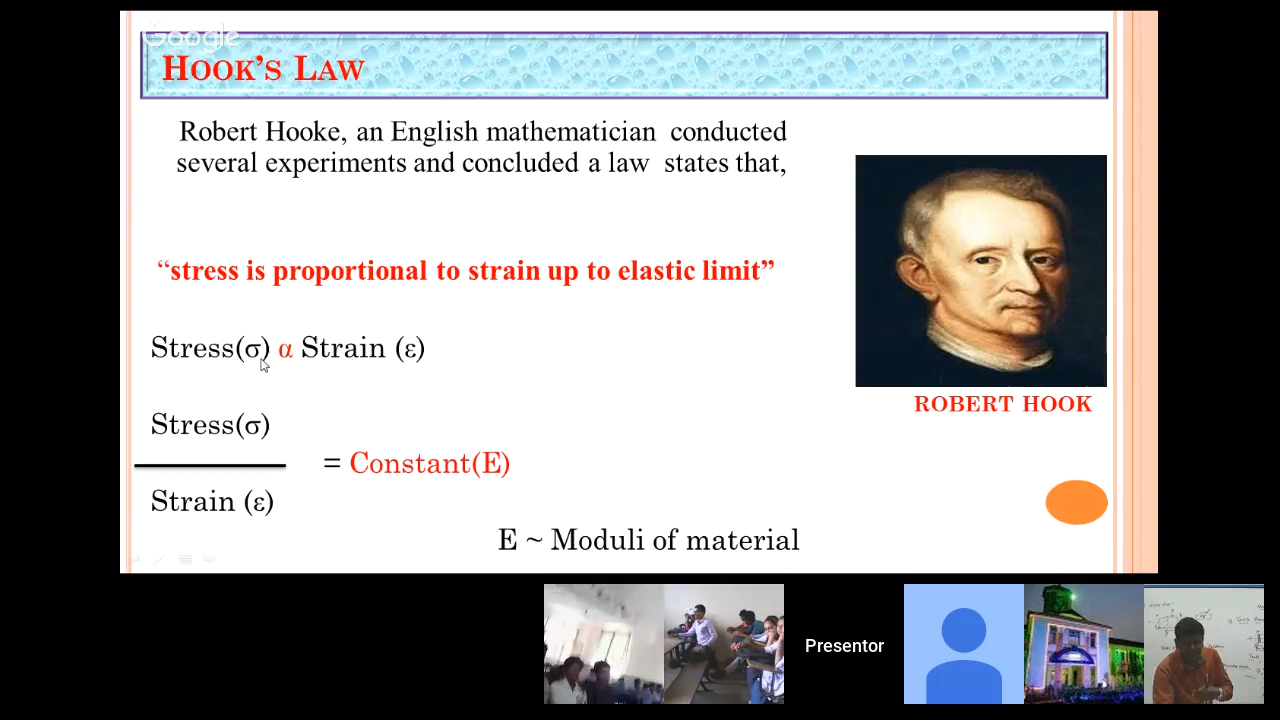 Google
HOOK'S LAW
Robert Hooke, an English mathematician conducted
several experiments and concluded a law states that,
“stress is proportional to strain up to elastic limit”
Stress(σ) α Strain (ε)
Stress(σ)
= Constant(E)
Strain (ε)
E ~ Moduli of material
ROBERT HOOK
Presentor